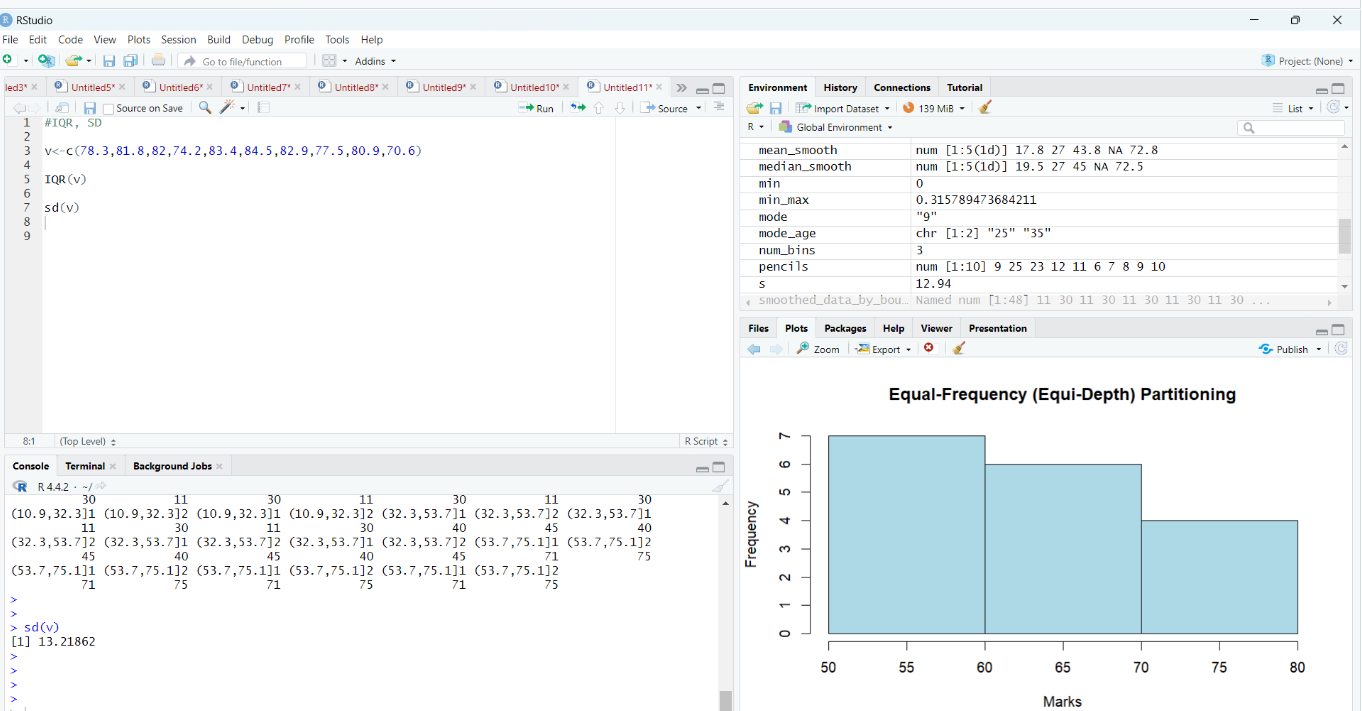 RStudio
File Edit Code View Plots Session Build Debug Profile Tools Help
Go to file/function Addins Project: (None)
led3* Untitled5* Untitled6* Untitled7* Untitled8* Untitled9* Untitled10* Untitled11*
Source on Save Run Source
1 #IQR, SD
2
3 v<-c(78.3,81.8,82,74.2,83.4,84.5,82.9,77.5,80.9,70.6)
4
5 IQR(v)
6
7 sd(v)
8
9
8:1 (Top Level) R Script
Console Terminal Background Jobs
R 4.4.2 · ~/
30 11 30 11 30 11 30
(10.9,32.3]1 (10.9,32.3]2 (10.9,32.3]1 (10.9,32.3]2 (32.3,53.7]1 (32.3,53.7]2 (32.3,53.7]1
11 30 11 30 40 45 40
(32.3,53.7]2 (32.3,53.7]1 (32.3,53.7]2 (32.3,53.7]1 (32.3,53.7]2 (53.7,75.1]1 (53.7,75.1]2
45 40 45 40 45 71 75
(53.7,75.1]1 (53.7,75.1]2 (53.7,75.1]1 (53.7,75.1]2 (53.7,75.1]1 (53.7,75.1]2
71 75 71 75 71 75
>
>
> sd(v)
[1] 13.21862
>
>
>
>
Environment History Connections Tutorial
Import Dataset 139 MiB List
R Global Environment
mean_smooth num [1:5(1d)] 17.8 27 43.8 NA 72.8
median_smooth num [1:5(1d)] 19.5 27 45 NA 72.5
min 0
min_max 0.315789473684211
mode "9"
mode_age chr [1:2] "25" "35"
num_bins 3
pencils num [1:10] 9 25 23 12 11 6 7 8 9 10
s 12.94
smoothed_data_by_bou… Named num [1:48] 11 30 11 30 11 30 11 30 11 30 ...
Files Plots Packages Help Viewer Presentation
Zoom Export Publish
Equal-Frequency (Equi-Depth) Partitioning
Frequency
7
6
5
4
3
2
1
0
50 55 60 65 70 75 80
Marks